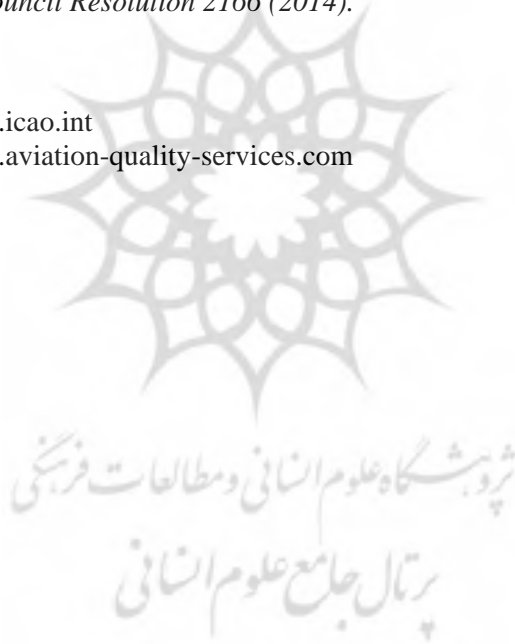 ouncil Resolution 2166 (2014).
.icao.int
.aviation-quality-services.com
پژوهشگاه علوم انسانی و مطالعات فرهنگی
پرتال جامع علوم انسانی